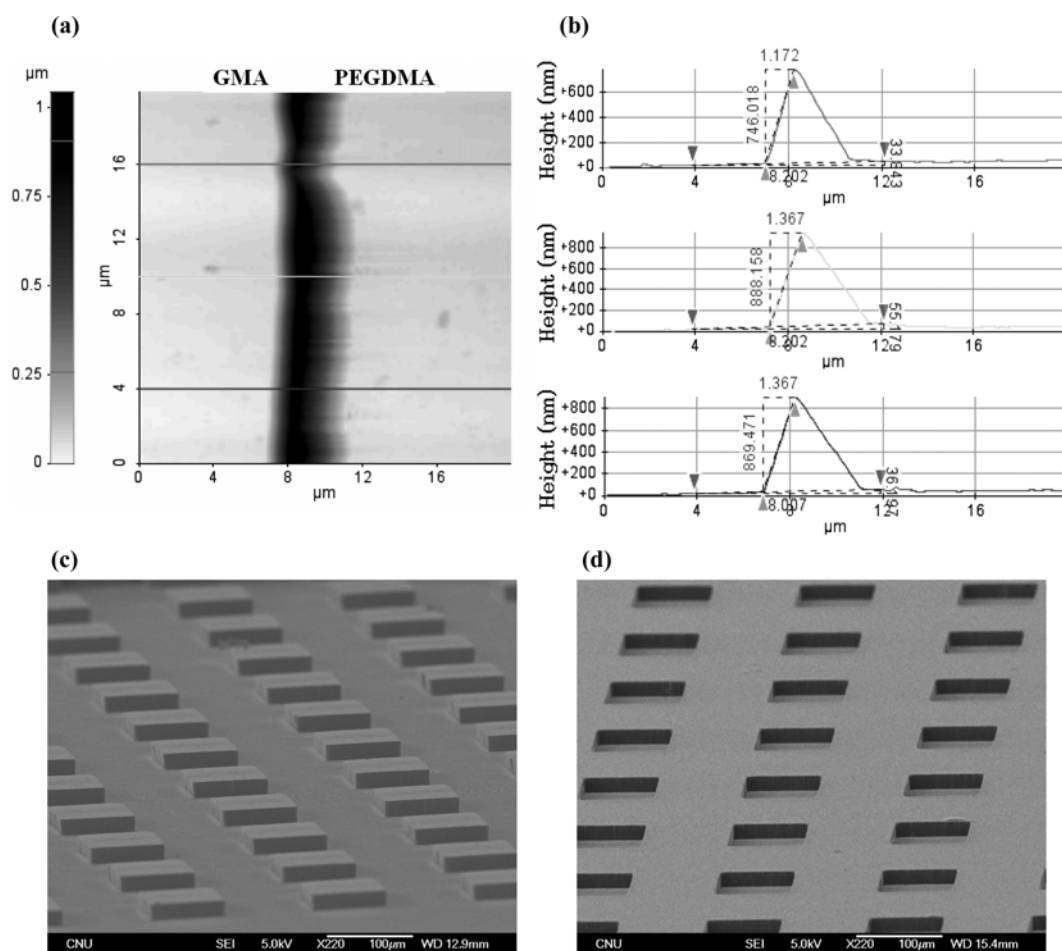 (a)
(b)
GMA PEGDMA
µm
1
0.75
0.5
0.25
0
µm
16
12
8
4
0
0 4 8 12 16
µm
1.172
Height (nm)
+600
+400
+200
+0
746.018
8.202
0 4 8 12 16
µm
1.367
Height (nm)
+800
+600
+400
+200
+0
888.158
55.179
8.202
0 4 8 12 16
µm
1.367
Height (nm)
+800
+600
+400
+200
+0
869.471
36.197
8.007
0 4 8 12 16
µm
(c)
(d)
CNU SEI 5.0kV X220 100µm WD 12.9mm
CNU SEI 5.0kV X220 100µm WD 15.4mm